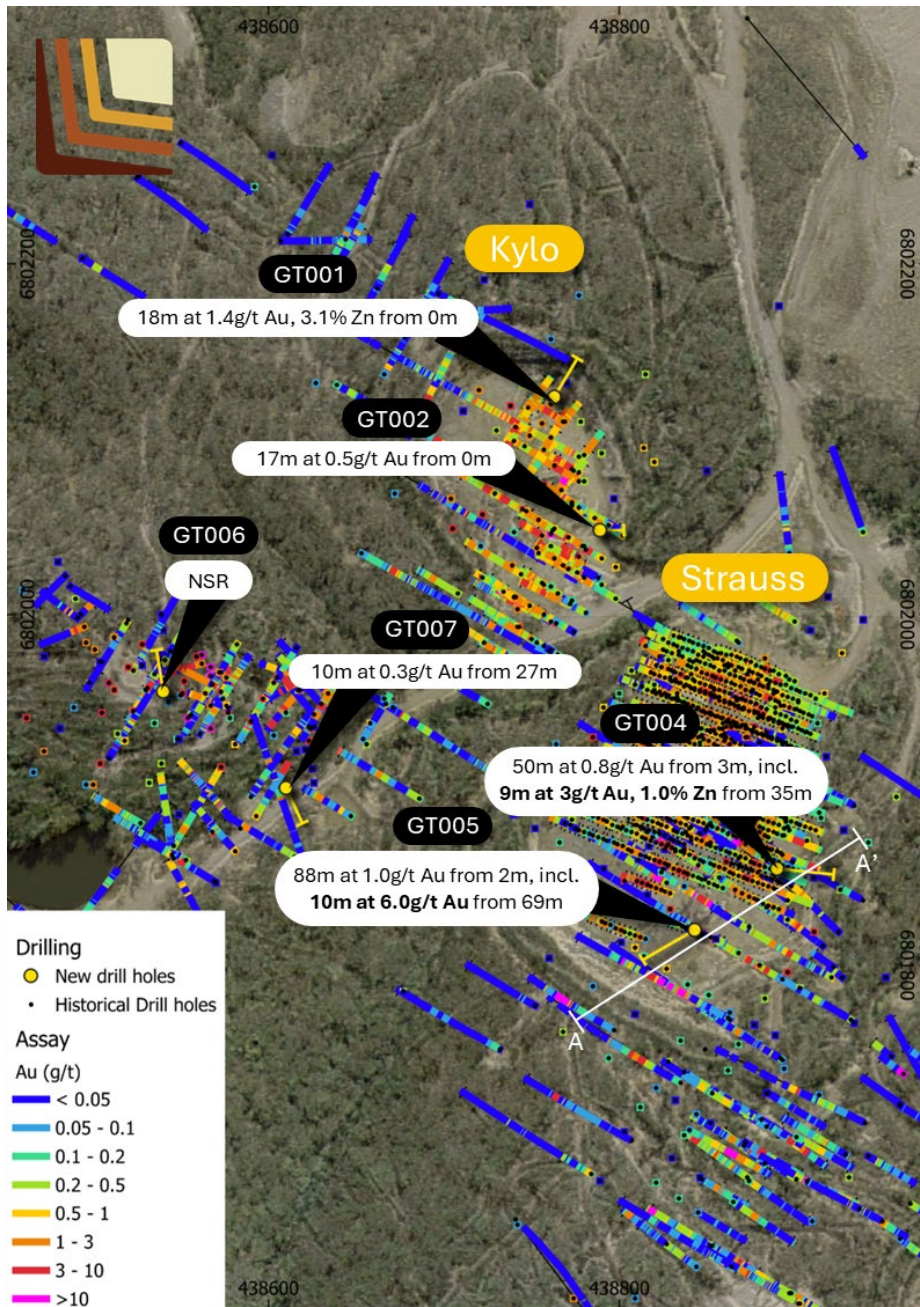 438600
438800
6802200
6802200
Kylo
GT001
18m at 1.4g/t Au, 3.1% Zn from 0m
GT002
17m at 0.5g/t Au from 0m
GT006
NSR
Strauss
6802000
6802000
GT007
10m at 0.3g/t Au from 27m
GT004
50m at 0.8g/t Au from 3m, incl.
9m at 3g/t Au, 1.0% Zn from 35m
GT005
88m at 1.0g/t Au from 2m, incl.
10m at 6.0g/t Au from 69m
A'
A
6801800
Drilling
New drill holes
Historical Drill holes
Assay
Au (g/t)
< 0.05
0.05 - 0.1
0.1 - 0.2
0.2 - 0.5
0.5 - 1
1 - 3
3 - 10
>10
438600
438800